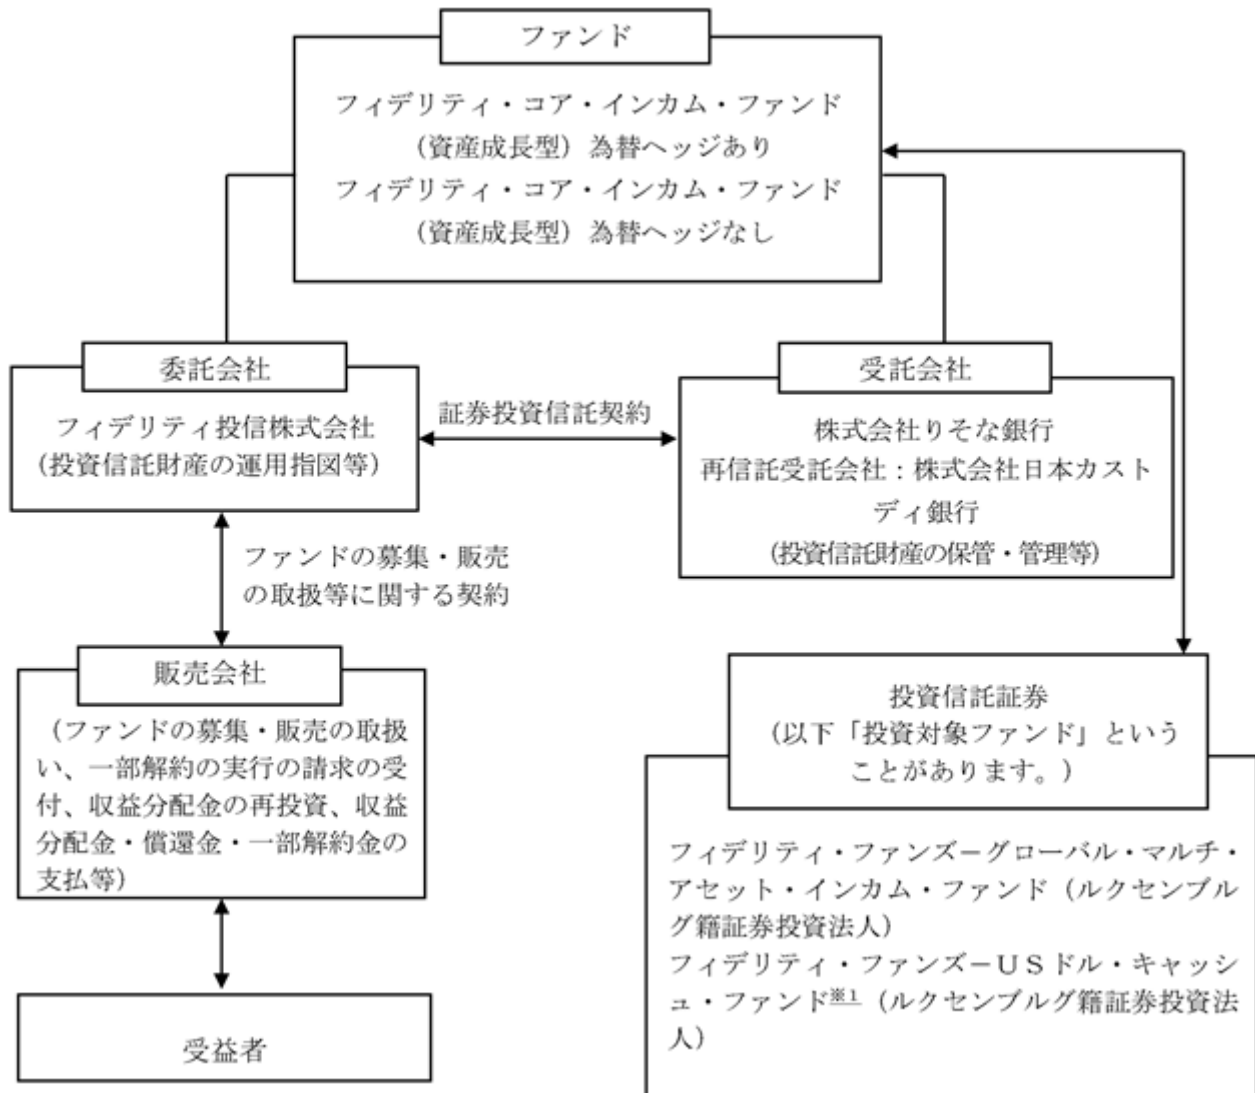 ファンド
フィデリティ・コア・インカム・ファンド
（資産成長型）為替ヘッジあり
フィデリティ・コア・インカム・ファンド
（資産成長型）為替ヘッジなし
委託会社
フィデリティ投信株式会社
（投資信託財産の運用指図等）
証券投資信託契約
受託会社
株式会社りそな銀行
再信託受託会社：株式会社日本カスト
ディ銀行
（投資信託財産の保管・管理等）
ファンドの募集・販売
の取扱等に関する契約
販売会社
（ファンドの募集・販売の取扱
い、一部解約の実行の請求の受
付、収益分配金の再投資、収益
分配金・償還金・一部解約金の
支払等）
受益者
投資信託証券
（以下「投資対象ファンド」という
ことがあります。）
フィデリティ・ファンズ－グローバル・マルチ・
アセット・インカム・ファンド（ルクセンブル
グ籍証券投資法人）
フィデリティ・ファンズ－ＵＳドル・キャッシ
ュ・ファンド※１（ルクセンブルグ籍証券投資法
人）